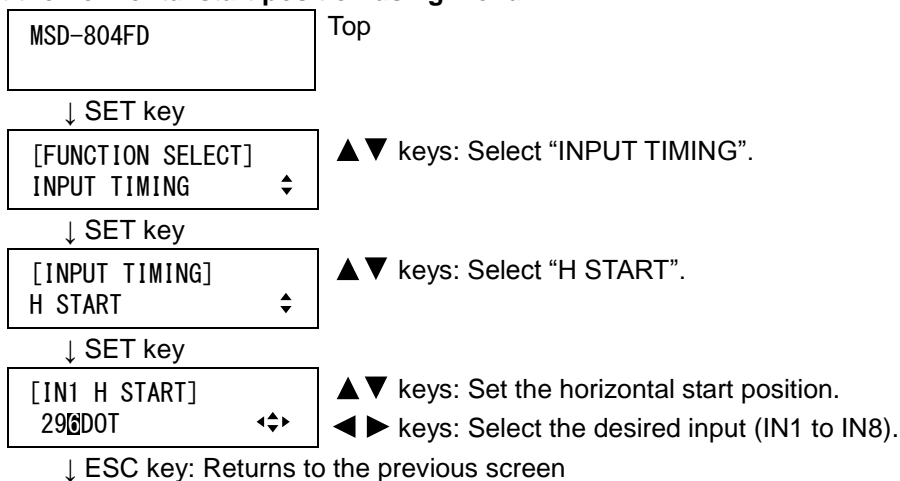 MSD-804FD
Top
↓ SET key
[FUNCTION SELECT]
▲▼ keys: Select “INPUT TIMING”.
INPUT TIMING
↓ SET key
[INPUT TIMING]
▲▼ keys: Select “H START”.
H START
↓ SET key
[IN1 H START]
▲▼ keys: Set the horizontal start position.
296DOT
◀ ▶ keys: Select the desired input (IN1 to IN8).
↓ ESC key: Returns to the previous screen